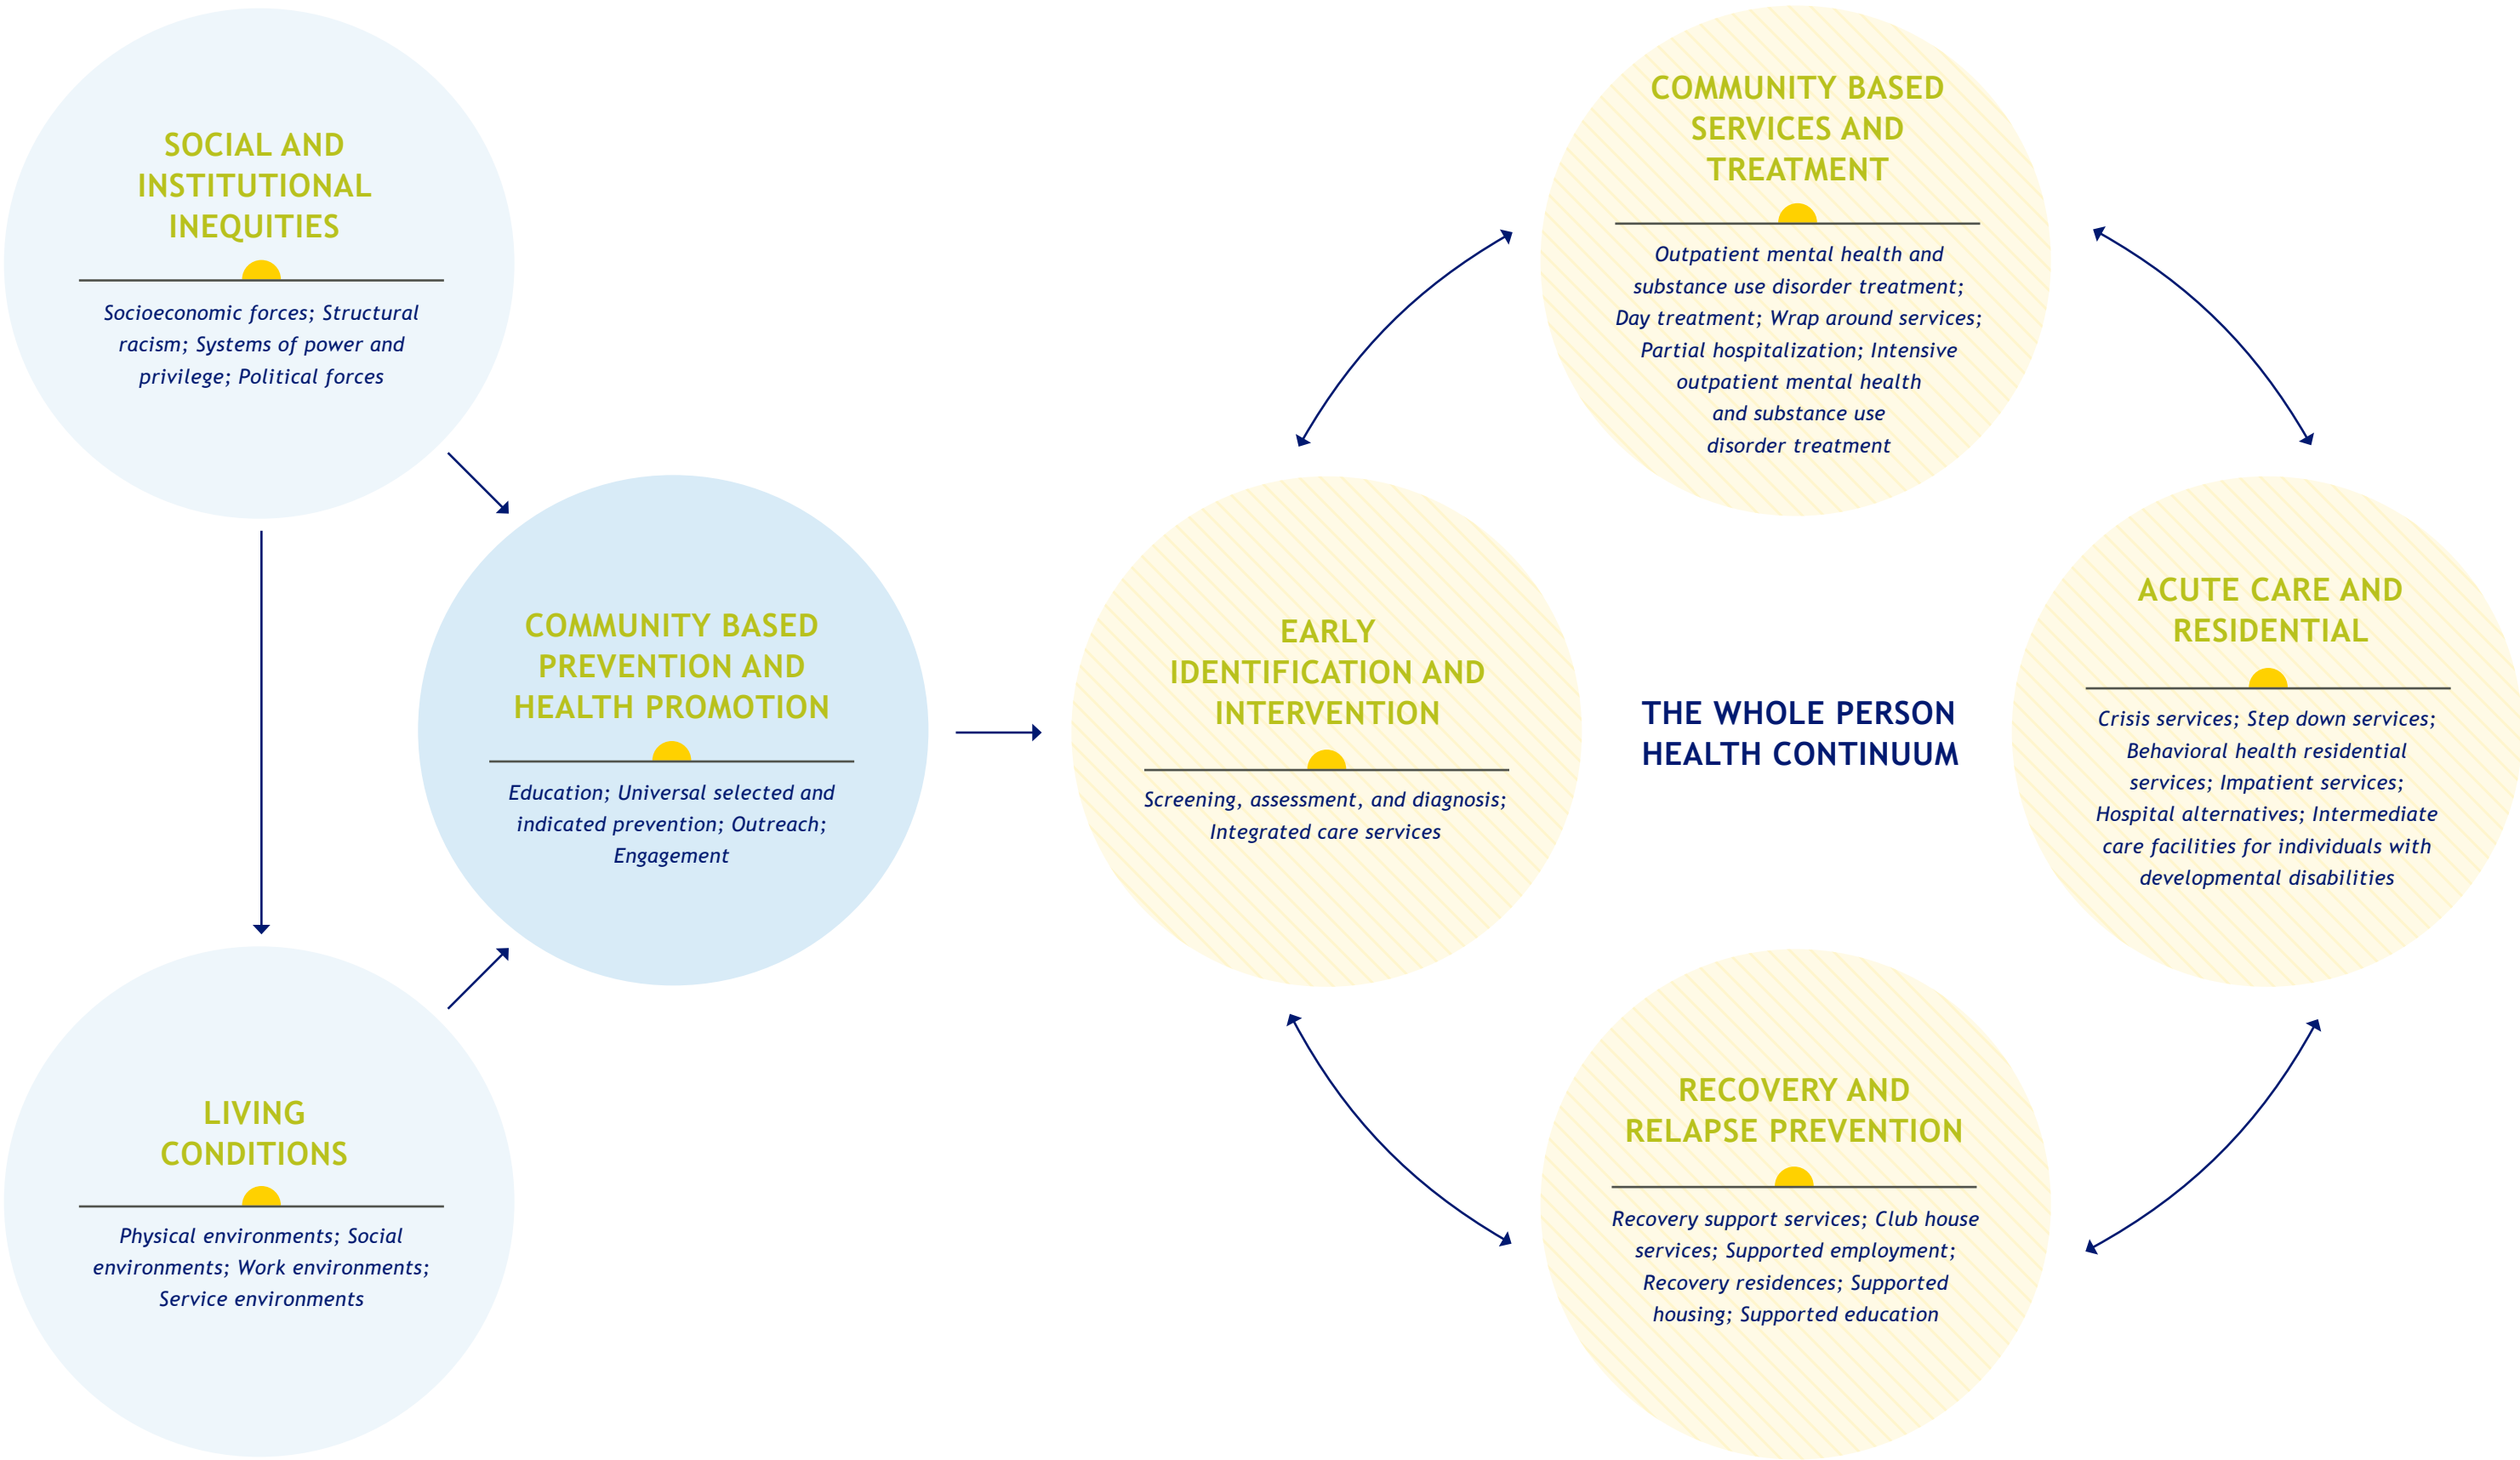 SOCIAL AND
INSTITUTIONAL
INEQUITIES
Socioeconomic forces; Structural
racism; Systems of power and
privilege; Political forces
LIVING
CONDITIONS
Physical environments; Social
environments; Work environments;
Service environments
COMMUNITY BASED
PREVENTION AND
HEALTH PROMOTION
Education; Universal selected and
indicated prevention; Outreach;
Engagement
EARLY
IDENTIFICATION AND
INTERVENTION
Screening, assessment, and diagnosis;
Integrated care services
COMMUNITY BASED
SERVICES AND
TREATMENT
Outpatient mental health and
substance use disorder treatment;
Day treatment; Wrap around services;
Partial hospitalization; Intensive
outpatient mental health
and substance use
disorder treatment
THE WHOLE PERSON
HEALTH CONTINUUM
ACUTE CARE AND
RESIDENTIAL
Crisis services; Step down services;
Behavioral health residential
services; Impatient services;
Hospital alternatives; Intermediate
care facilities for individuals with
developmental disabilities
RECOVERY AND
RELAPSE PREVENTION
Recovery support services; Club house
services; Supported employment;
Recovery residences; Supported
housing; Supported education